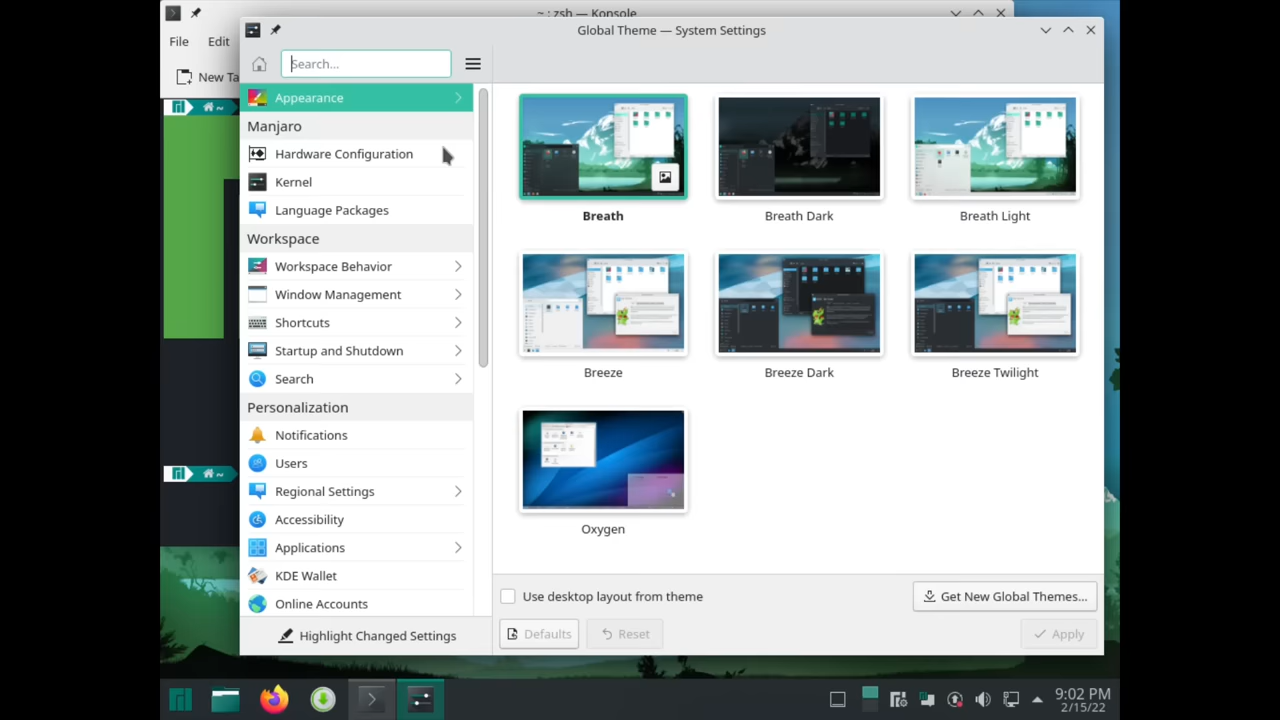 ~ : zsh — Konsole
File Edit
New Ta
Global Theme — System Settings
Search...
Appearance
Manjaro
Hardware Configuration
Kernel
Language Packages
Workspace
Workspace Behavior
Window Management
Shortcuts
Startup and Shutdown
Search
Personalization
Notifications
Users
Regional Settings
Accessibility
Applications
KDE Wallet
Online Accounts
Highlight Changed Settings
Breath Breath Dark Breath Light
Breeze Breeze Dark Breeze Twilight
Oxygen
Use desktop layout from theme
Get New Global Themes...
Defaults Reset Apply
~
~
9:02 PM
2/15/22